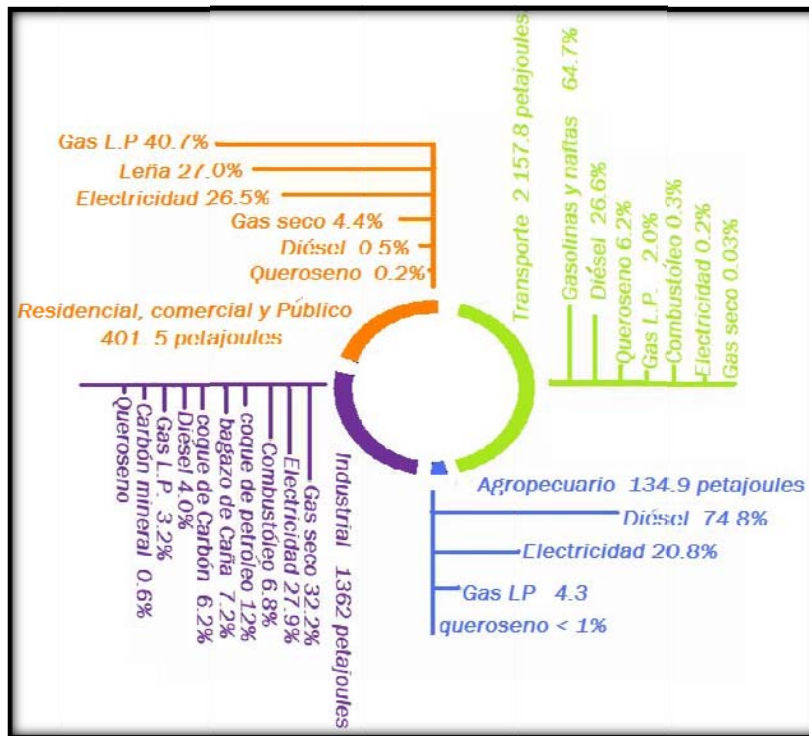 Gas L.P 40.7%
Leña 27.0%
Electricidad 26.5%
Gas seco 4.4%
Diésel 0.5%
Queroseno 0.2%
Residencial, comercial y Público
401. 5 petajoules
Transporte 2 157.8 petajoules
Gasolinas y naftas 64.7%
Diésel 26.6%
Queroseno 6.2%
Gas L.P. 2.0%
Combustóleo 0.3%
Electricidad 0.2%
Gas seco 0.03%
Industrial 1362 petajoules
Gas seco 32.2%
Electricidad 27.9%
Combustóleo 6.8%
coque de petróleo 12%
bagazo de Caña 7.2%
coque de Carbón 6.2%
Diésel 4.0%
Gas L.P. 3.2%
Carbón mineral 0.6%
Queroseno
Agropecuario 134.9 petajoules
Diésel 74.8%
Electricidad 20.8%
Gas LP 4.3
queroseno < 1%